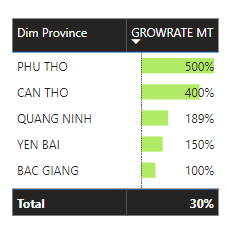 Dim Province GROWRATE MT
PHU THO 500%
CAN THO 400%
QUANG NINH 189%
YEN BAI 150%
BAC GIANG 100%
Total 30%